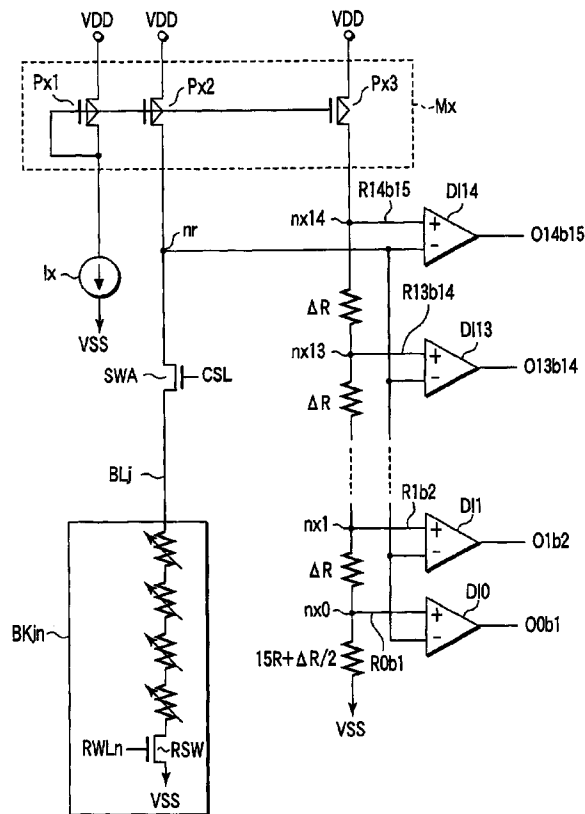 VDD VDD VDD
Px1 Px2 Px3
Mx
R14b15 DI14
nx14 O14b15
nr
Ix
R13b14 DI13
ΔR
VSS
nx13 O13b14
SWA CSL
ΔR
BLj
R1b2 DI1
nx1 O1b2
ΔR
DI0
nx0 O0b1
BKjn
R0b1
15R+ΔR/2
RWLn RSW
VSS
VSS